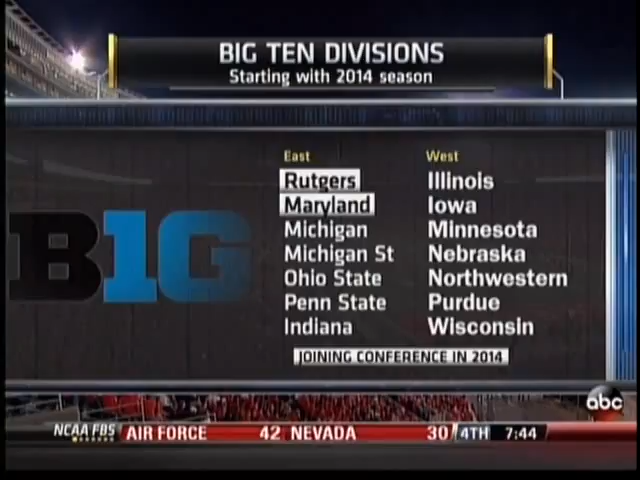 BIG TEN DIVISIONS
Starting with 2014 season
East West
Rutgers Illinois
Maryland Iowa
Michigan Minnesota
Michigan St Nebraska
Ohio State Northwestern
Penn State Purdue
Indiana Wisconsin
B1G
JOINING CONFERENCE IN 2014
abc
NCAA FBS AIR FORCE 42 NEVADA 30 4TH 7:44